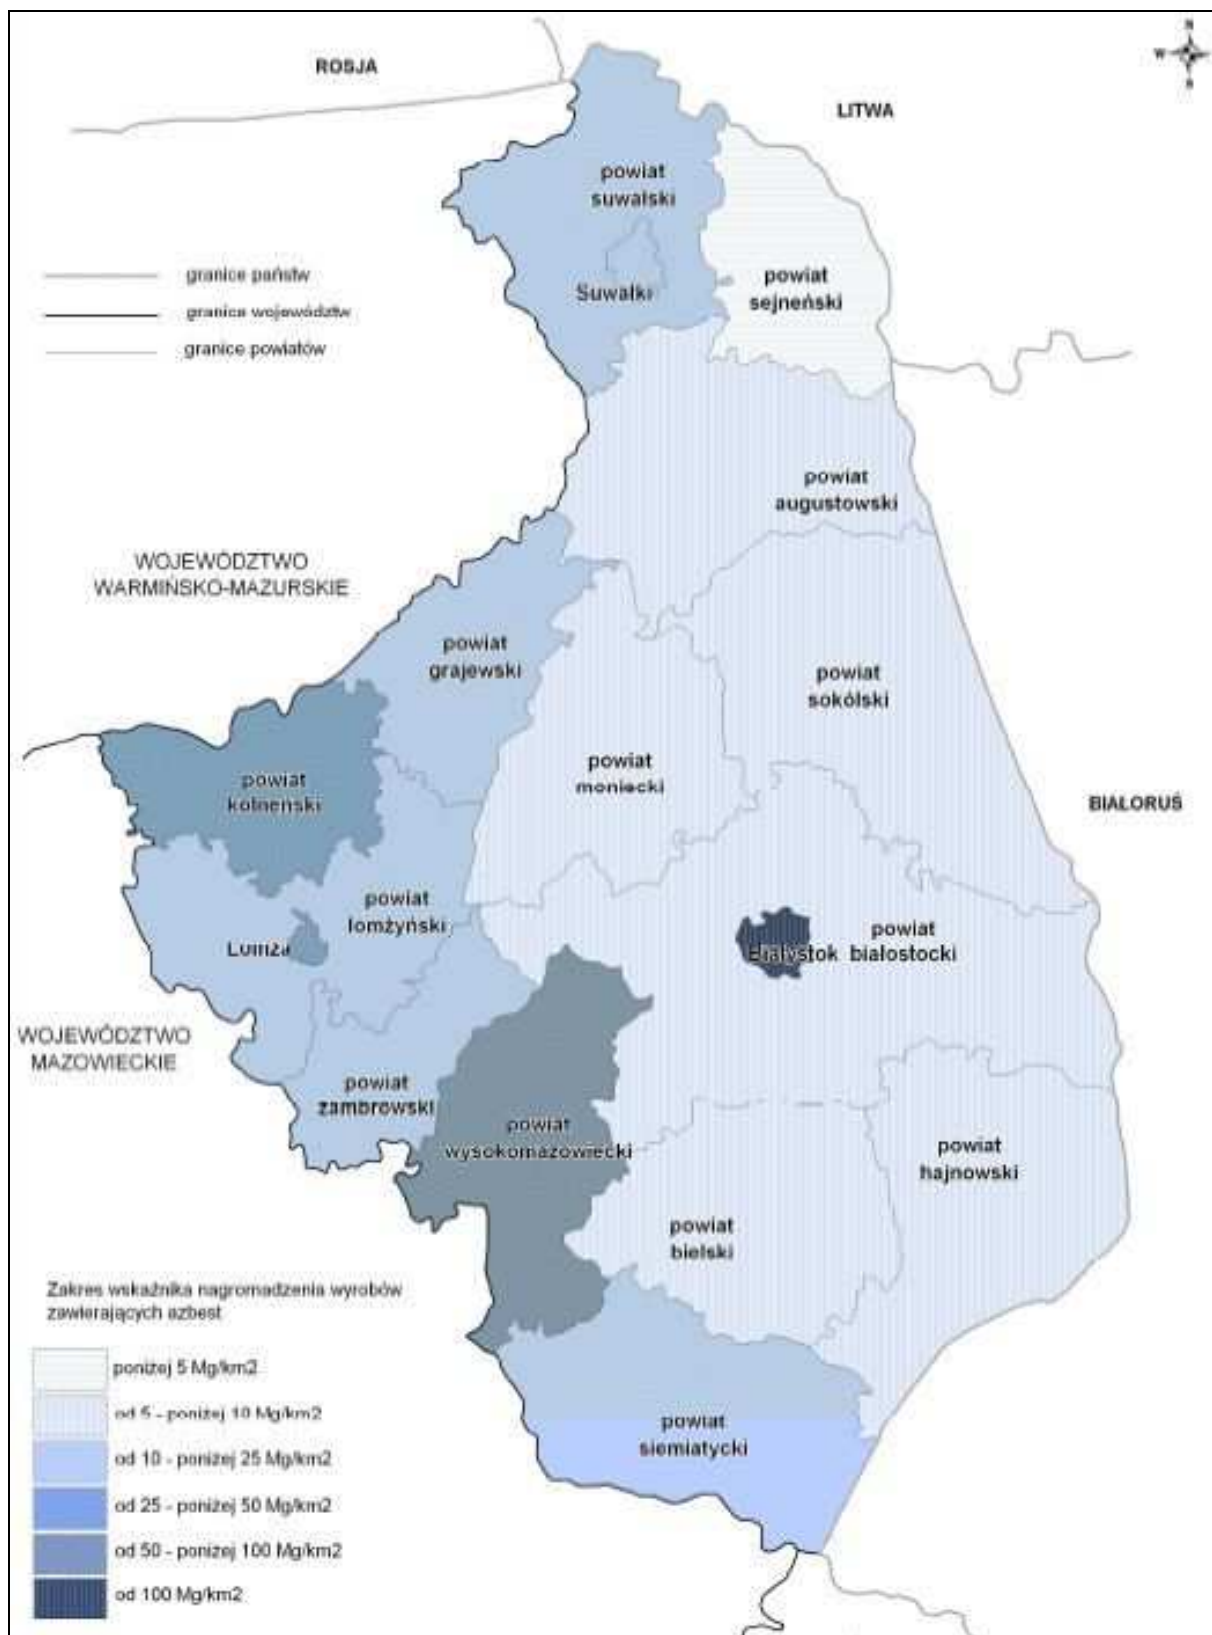 N
W
S
ROSJA
LITWA
powiat
suwalski
Suwałki
powiat
sejneński
granice państw
granice województw
granice powiatów
powiat
augustowski
WOJEWÓDZTWO
WARMIŃSKO-MAZURSKIE
powiat
grajewski
powiat
sokólski
powiat
moniecki
powiat
kolneński
BIAŁORUŚ
powiat
łomżyński
Łomża
powiat
białostocki
Białystok
WOJEWÓDZTWO
MAZOWIECKIE
powiat
zambrowski
powiat
wysokomazowiecki
powiat
hajnowski
powiat
bielski
Zakres wskaźnika nagromadzenia wyrobów
zawierających azbest
poniżej 5 Mg/km2
od 5 - poniżej 10 Mg/km2
od 10 - poniżej 25 Mg/km2
od 25 - poniżej 50 Mg/km2
od 50 - poniżej 100 Mg/km2
od 100 Mg/km2
powiat
siemiatycki